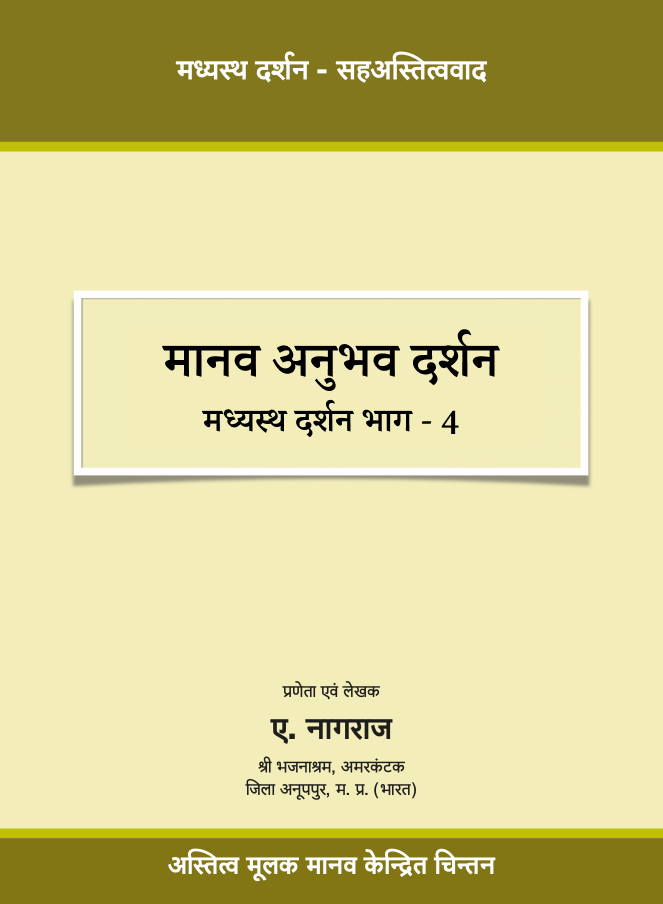 मध्यस्थ दर्शन - सहअस्तित्ववाद
मानव अनुभव दर्शन
मध्यस्थ दर्शन भाग - 4
प्रणेता एवं लेखक
ए. नागराज
श्री भजनाश्रम, अमरकंटक
जिला अनूपपुर, म. प्र. (भारत)
अस्तित्व मूलक मानव केन्द्रित चिन्तन